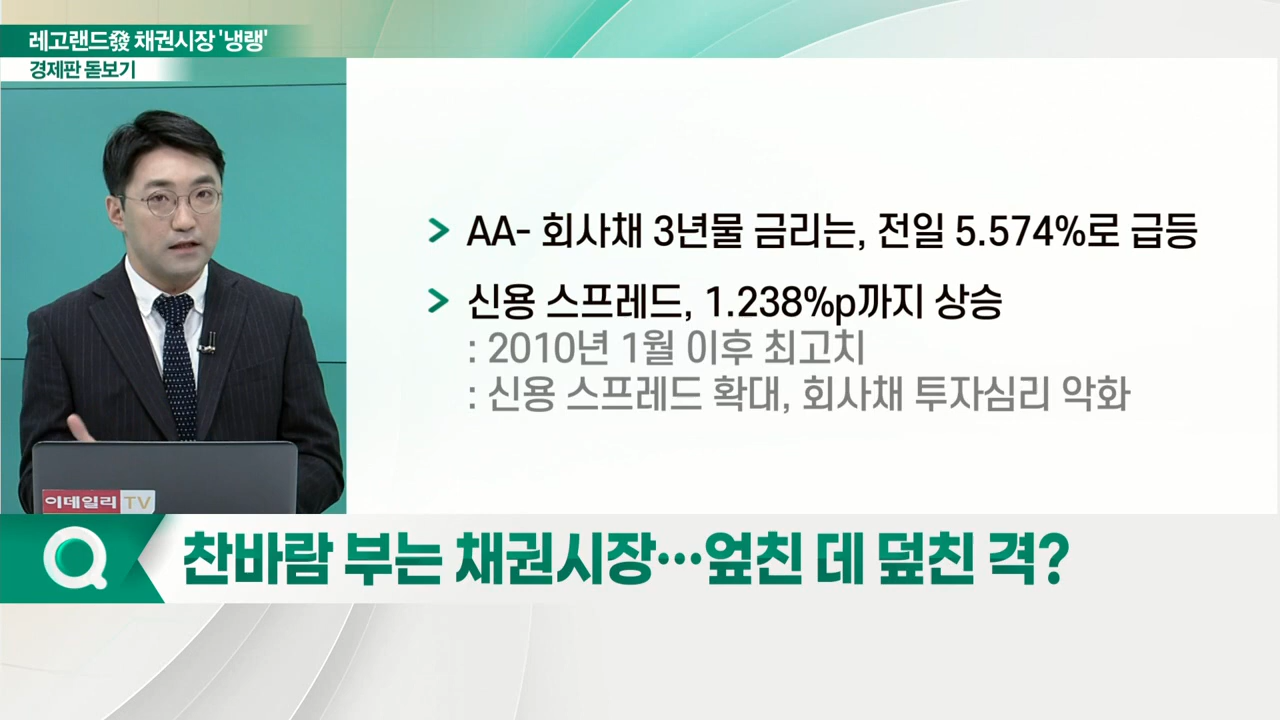 레고랜드發 채권시장 '냉랭'
경제판 돋보기
> AA- 회사채 3년물 금리는, 전일 5.574%로 급등
> 신용 스프레드, 1.238%p까지 상승
: 2010년 1월 이후 최고치
: 신용 스프레드 확대, 회사채 투자심리 악화
이데일리 TV
Q 찬바람 부는 채권시장…엎친 데 덮친 격?